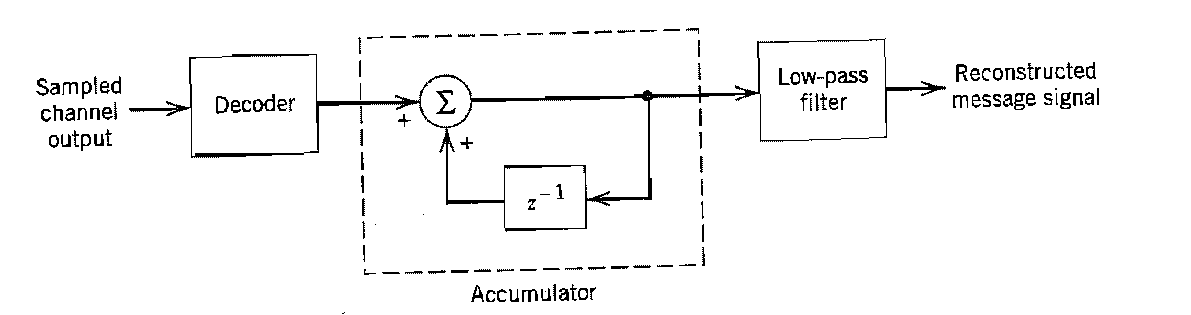 Sampled
channel
output
Decoder
+
Σ
+
z⁻¹
Accumulator
Low-pass
filter
Reconstructed
message signal